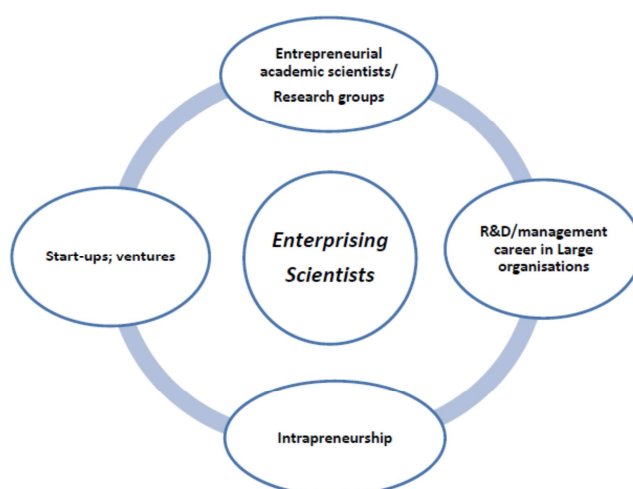 Entrepreneurial
academic scientists/
Research groups
Enterprising
Scientists
Start-ups; ventures
R&D/management
career in Large
organisations
Intrapreneurship